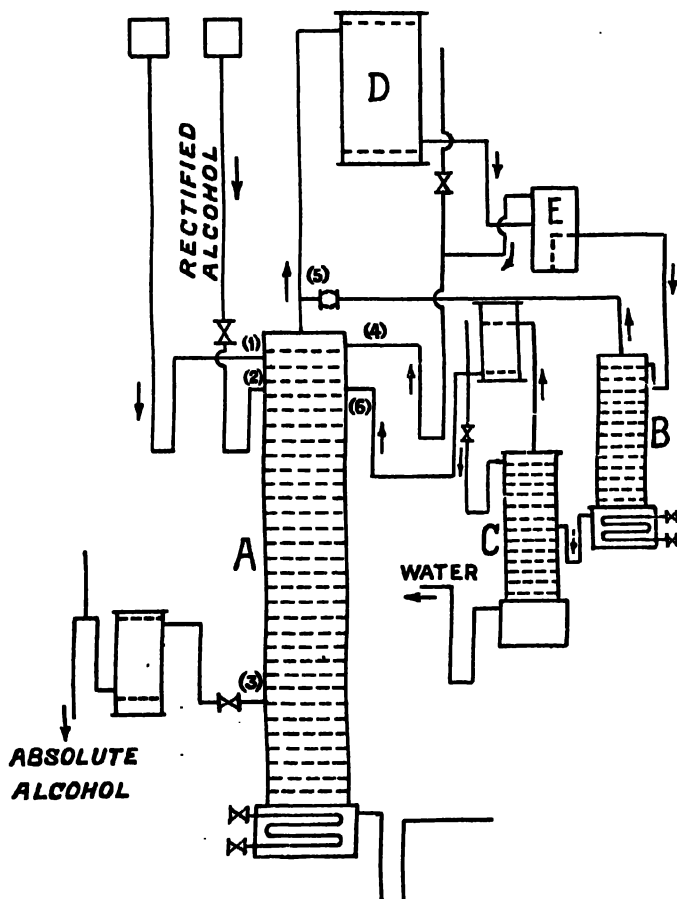 D
RECTIFIED
ALCOHOL
E
(5)
(1)
(4)
(2)
(6)
B
C
A
WATER
(3)
ABSOLUTE
ALCOHOL